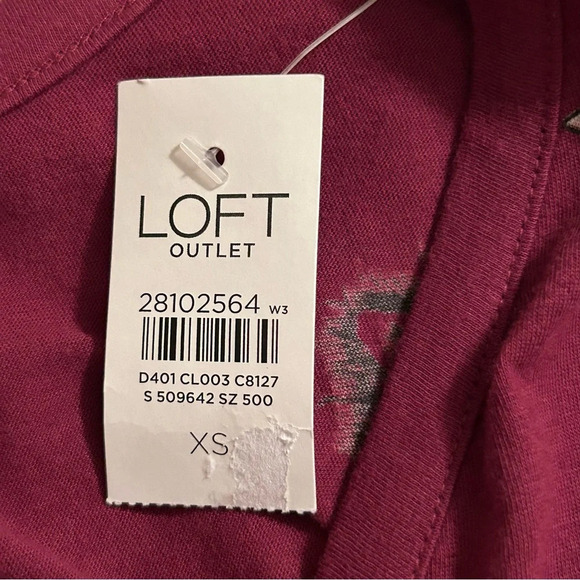 LOFT
OUTLET
28102564 W3
D401 CL003 C8127
S 509642 SZ 500
XS